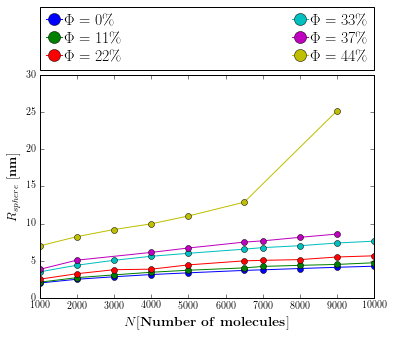 Φ = 0%
Φ = 11%
Φ = 22%
Φ = 33%
Φ = 37%
Φ = 44%
30
25
20
15
10
5
0
R_sphere [nm]
1000 2000 3000 4000 5000 6000 7000 8000 9000 10000
N[Number of molecules]